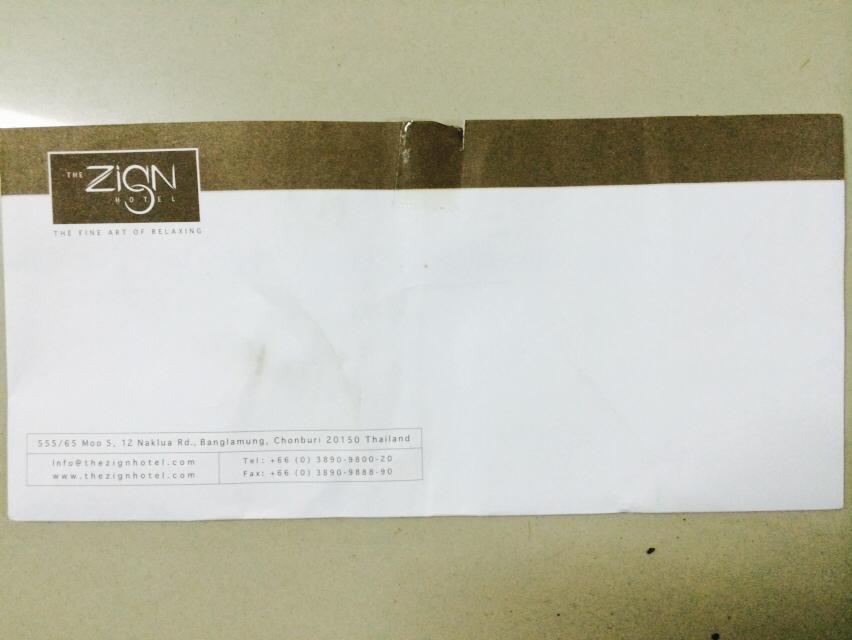 THE ZIGN
HOTEL
THE FINE ART OF RELAXING
555/65 Moo 5, 12 Naklua Rd., Banglamung, Chonburi 20150 Thailand
Info@thezignhotel.com
www.thezignhotel.com
Tel: +66 (0) 3890-9800-20
Fax: +66 (0) 3890-9888-90